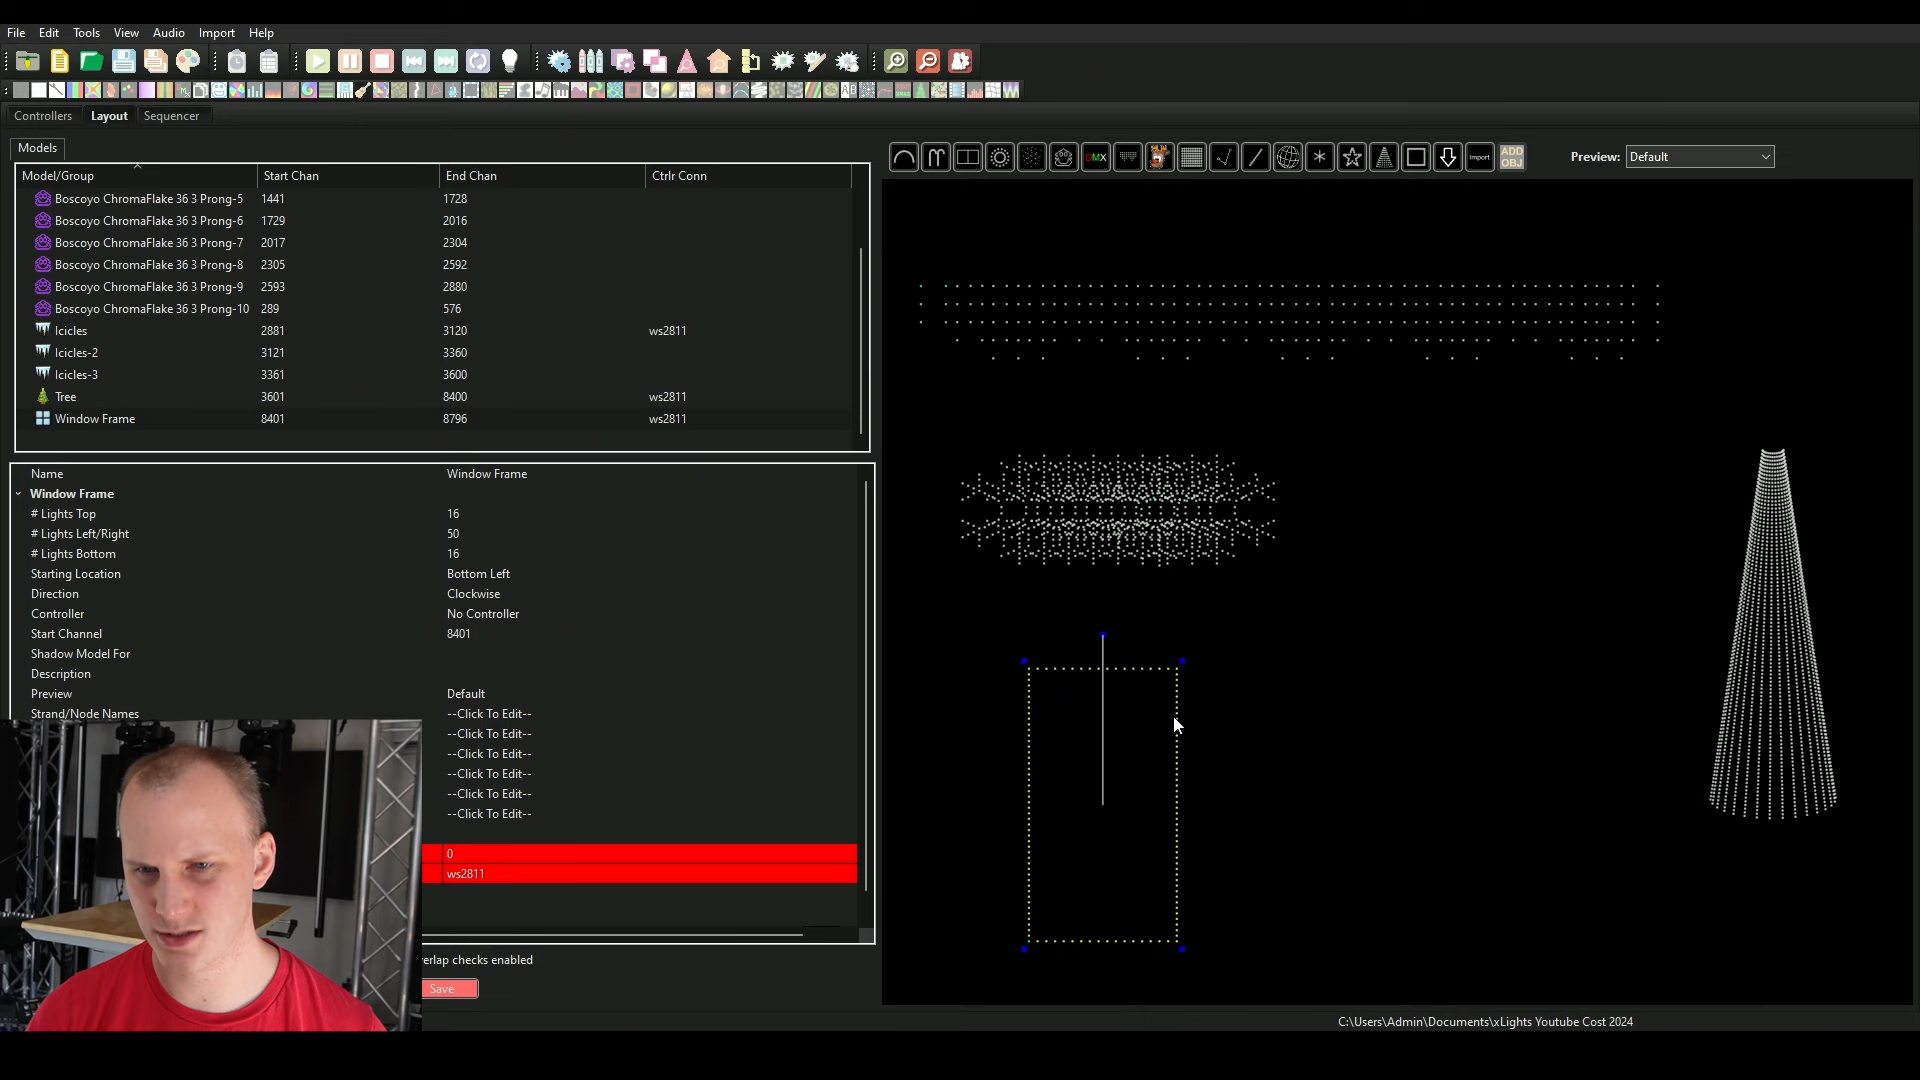 File Edit Tools View Audio Import Help
Controllers Layout Sequencer
Models
Model/Group Start Chan End Chan Ctrlr Conn
Boscoyo ChromaFlake 36 3 Prong-5 1441 1728
Boscoyo ChromaFlake 36 3 Prong-6 1729 2016
Boscoyo ChromaFlake 36 3 Prong-7 2017 2304
Boscoyo ChromaFlake 36 3 Prong-8 2305 2592
Boscoyo ChromaFlake 36 3 Prong-9 2593 2880
Boscoyo ChromaFlake 36 3 Prong-10 289 576
Icicles 2881 3120 ws2811
Icicles-2 3121 3360
Icicles-3 3361 3600
Tree 3601 8400 ws2811
Window Frame 8401 8796 ws2811
Name Window Frame
Window Frame
# Lights Top 16
# Lights Left/Right 50
# Lights Bottom 16
Starting Location Bottom Left
Direction Clockwise
Controller No Controller
Start Channel 8401
Shadow Model For
Description
Preview Default
Strand/Node Names --Click To Edit--
--Click To Edit--
--Click To Edit--
--Click To Edit--
--Click To Edit--
--Click To Edit--
0
ws2811
erlap checks enabled
Save
DMX Import ADD OBJ Preview: Default
C:\Users\Admin\Documents\xLights Youtube Cost 2024